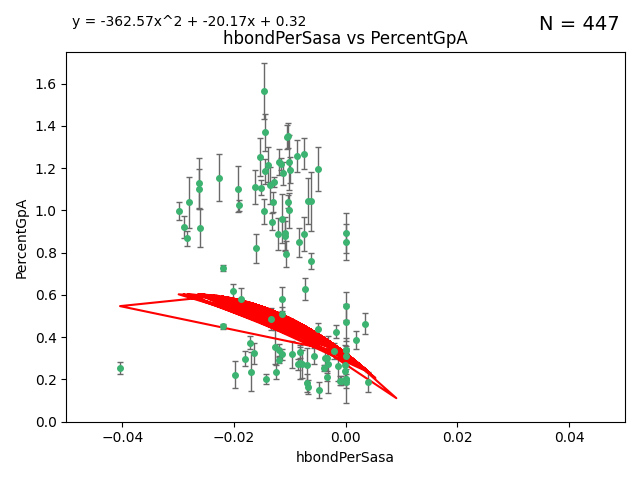 y = -362.57x^2 + -20.17x + 0.32
N = 447
hbondPerSasa vs PercentGpA
PercentGpA
1.6
1.4
1.2
1.0
0.8
0.6
0.4
0.2
0.0
−0.04 −0.02 0.00 0.02 0.04
hbondPerSasa